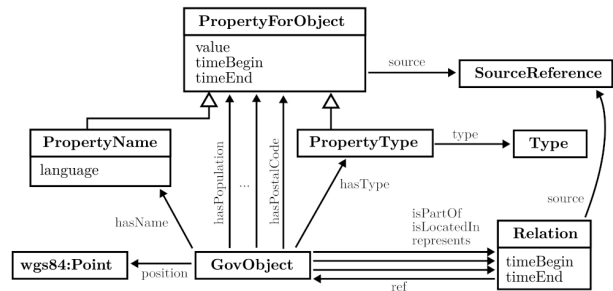 PropertyForObject
value
timeBegin
timeEnd
source
SourceReference
PropertyName
language
PropertyType
type
Type
hasPopulation
...
hasPostalCode
hasType
hasName
isPartOf
isLocatedIn
represents
source
Relation
timeBegin
timeEnd
wgs84:Point
position
GovObject
ref